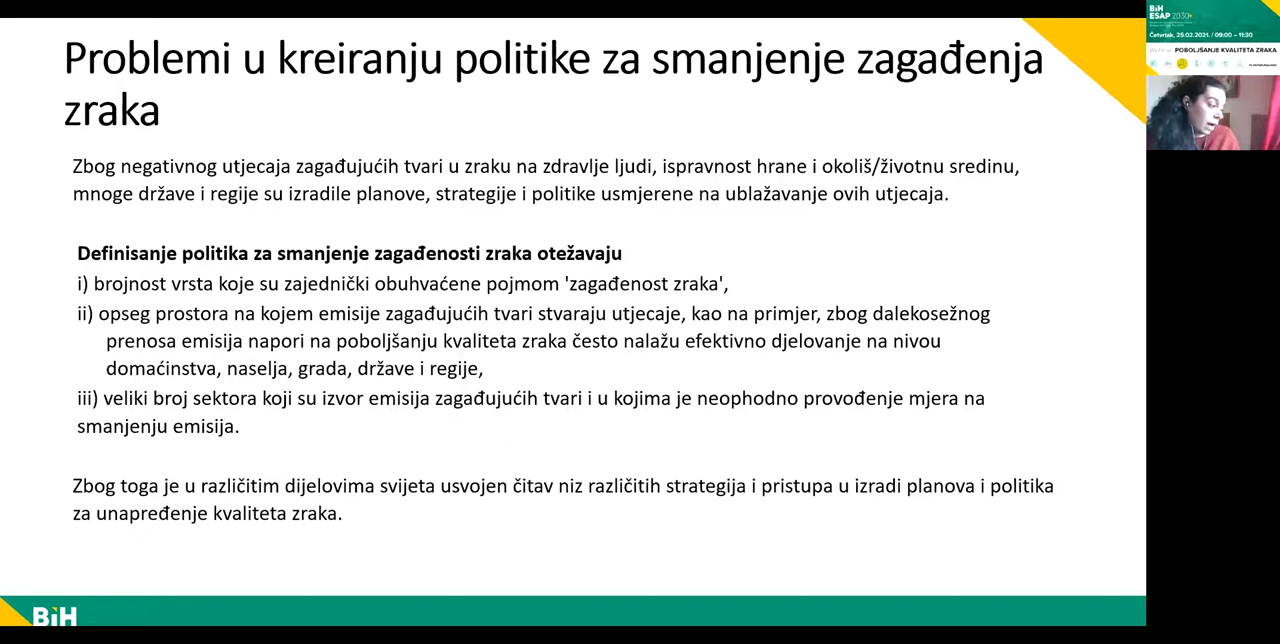 Problemi u kreiranju politike za smanjenje zagađenja
zraka
Zbog negativnog utjecaja zagađujućih tvari u zraku na zdravlje ljudi, ispravnost hrane i okoliš/životnu sredinu,
mnoge države i regije su izradile planove, strategije i politike usmjerene na ublažavanje ovih utjecaja.
Definisanje politika za smanjenje zagađenosti zraka otežavaju
i) brojnost vrsta koje su zajednički obuhvaćene pojmom 'zagađenost zraka',
ii) opseg prostora na kojem emisije zagađujućih tvari stvaraju utjecaje, kao na primjer, zbog dalekosežnog
prenosa emisija napori na poboljšanju kvaliteta zraka često nalažu efektivno djelovanje na nivou
domaćinstva, naselja, grada, države i regije,
iii) veliki broj sektora koji su izvor emisija zagađujućih tvari i u kojima je neophodno provođenje mjera na
smanjenju emisija.
Zbog toga je u različitim dijelovima svijeta usvojen čitav niz različitih strategija i pristupa u izradi planova i politika
za unapređenje kvaliteta zraka.
BiH
BiH
ESAP 2030+
Četvrtak, 25.02.2021. / 09:00 – 11:30
POBOLJŠANJE KVALITETA ZRAKA